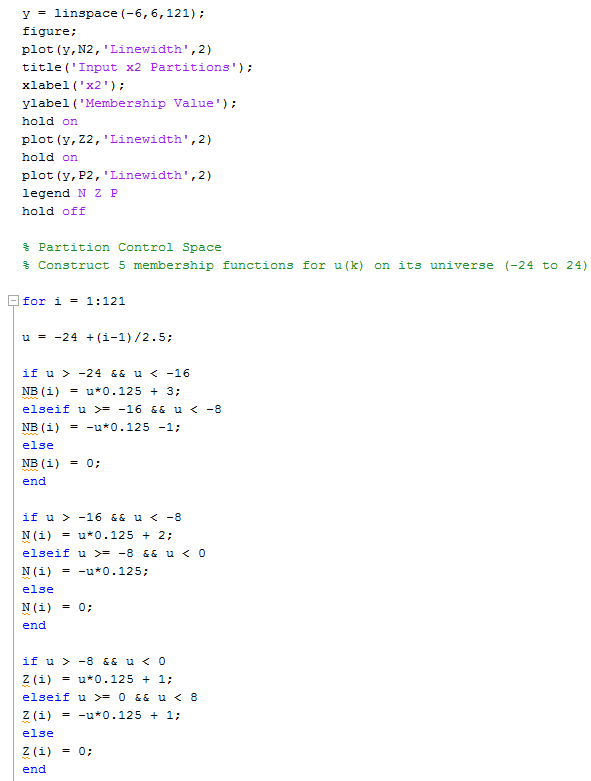 y = linspace(-6,6,121);
figure;
plot(y,N2,'Linewidth',2)
title('Input x2 Partitions');
xlabel('x2');
ylabel('Membership Value');
hold on
plot(y,Z2,'Linewidth',2)
hold on
plot(y,P2,'Linewidth',2)
legend N Z P
hold off
% Partition Control Space
% Construct 5 membership functions for u(k) on its universe (-24 to 24)
for i = 1:121
u = -24 +(i-1)/2.5;
if u > -24 && u < -16
NB(i) = u*0.125 + 3;
elseif u >= -16 && u < -8
NB(i) = -u*0.125 -1;
else
NB(i) = 0;
end
if u > -16 && u < -8
N(i) = u*0.125 + 2;
elseif u >= -8 && u < 0
N(i) = -u*0.125;
else
N(i) = 0;
end
if u > -8 && u < 0
Z(i) = u*0.125 + 1;
elseif u >= 0 && u < 8
Z(i) = -u*0.125 + 1;
else
Z(i) = 0;
end